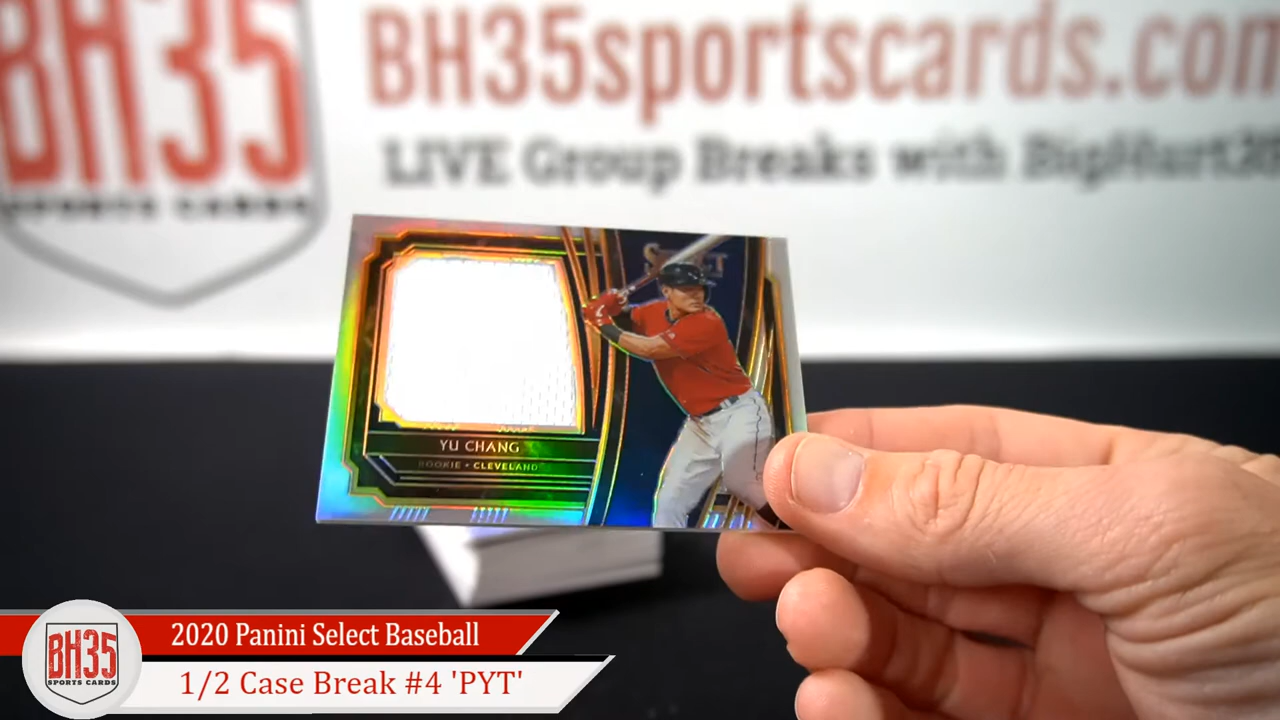 BH35
SPORTS CARDS
BH35sportscards.com
LIVE Group Breaks with BigHurt35
SELECT
YU CHANG
ROOKIE • CLEVELAND
BH35
SPORTS CARDS
2020 Panini Select Baseball
1/2 Case Break #4 'PYT'